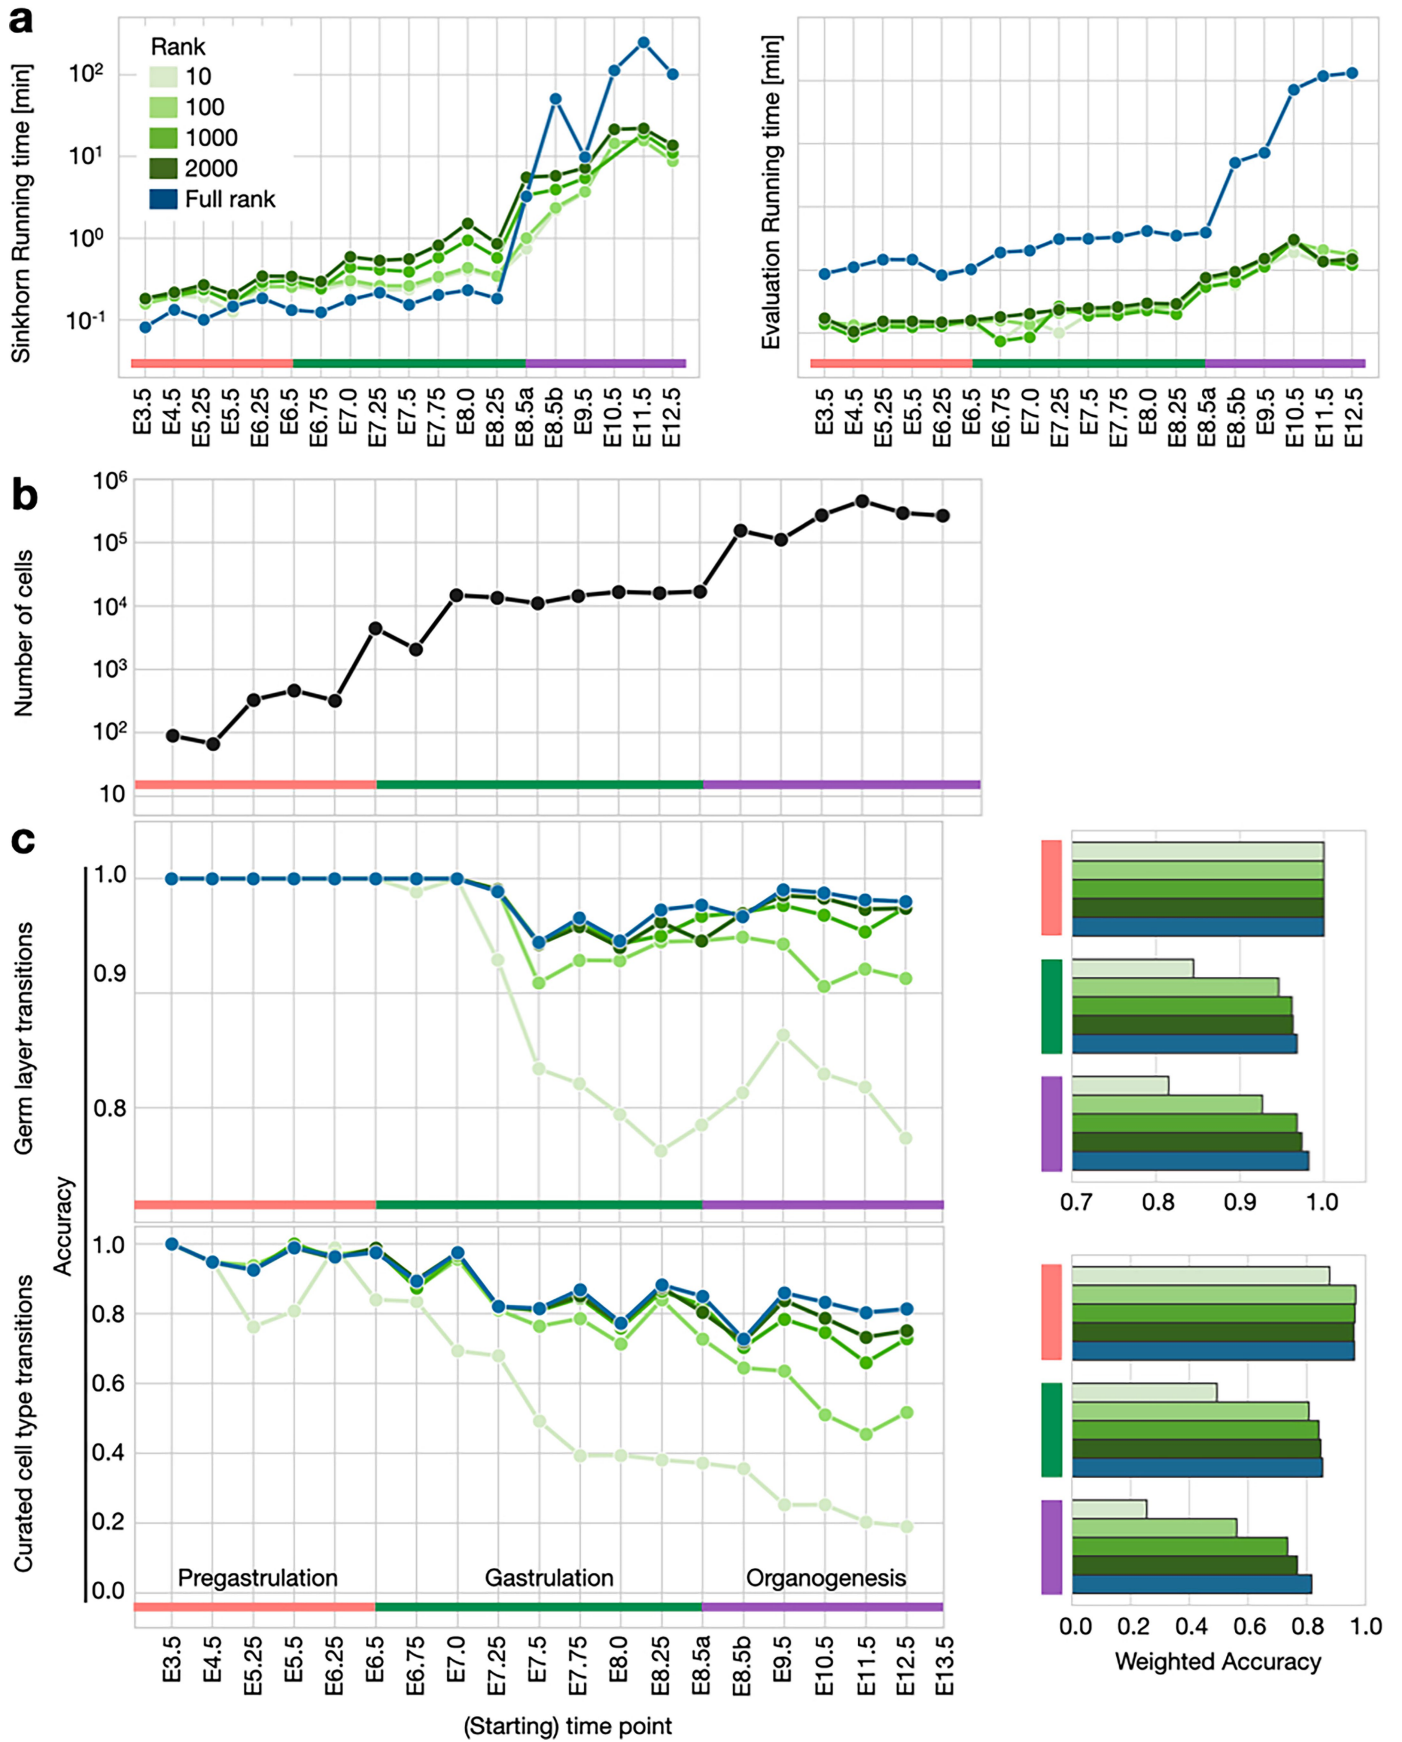 a
Sinkhorn Running time [min]
10²
10¹
10⁰
10⁻¹
Rank
10
100
1000
2000
Full rank
E3.5 E4.5 E5.25 E5.5 E6.25 E6.5 E6.75 E7.0 E7.25 E7.5 E7.75 E8.0 E8.25 E8.5a E8.5b E9.5 E10.5 E11.5 E12.5
Evaluation Running time [min]
E3.5 E4.5 E5.25 E5.5 E6.25 E6.5 E6.75 E7.0 E7.25 E7.5 E7.75 E8.0 E8.25 E8.5a E8.5b E9.5 E10.5 E11.5 E12.5
b
Number of cells
10⁶
10⁵
10⁴
10³
10²
10
c
Accuracy
Germ layer transitions
1.0
0.9
0.8
0.7 0.8 0.9 1.0
Curated cell type transitions
1.0
0.8
0.6
0.4
0.2
0.0
Pregastrulation Gastrulation Organogenesis
E3.5 E4.5 E5.25 E5.5 E6.25 E6.5 E6.75 E7.0 E7.25 E7.5 E7.75 E8.0 E8.25 E8.5a E8.5b E9.5 E10.5 E11.5 E12.5 E13.5
(Starting) time point
0.0 0.2 0.4 0.6 0.8 1.0
Weighted Accuracy